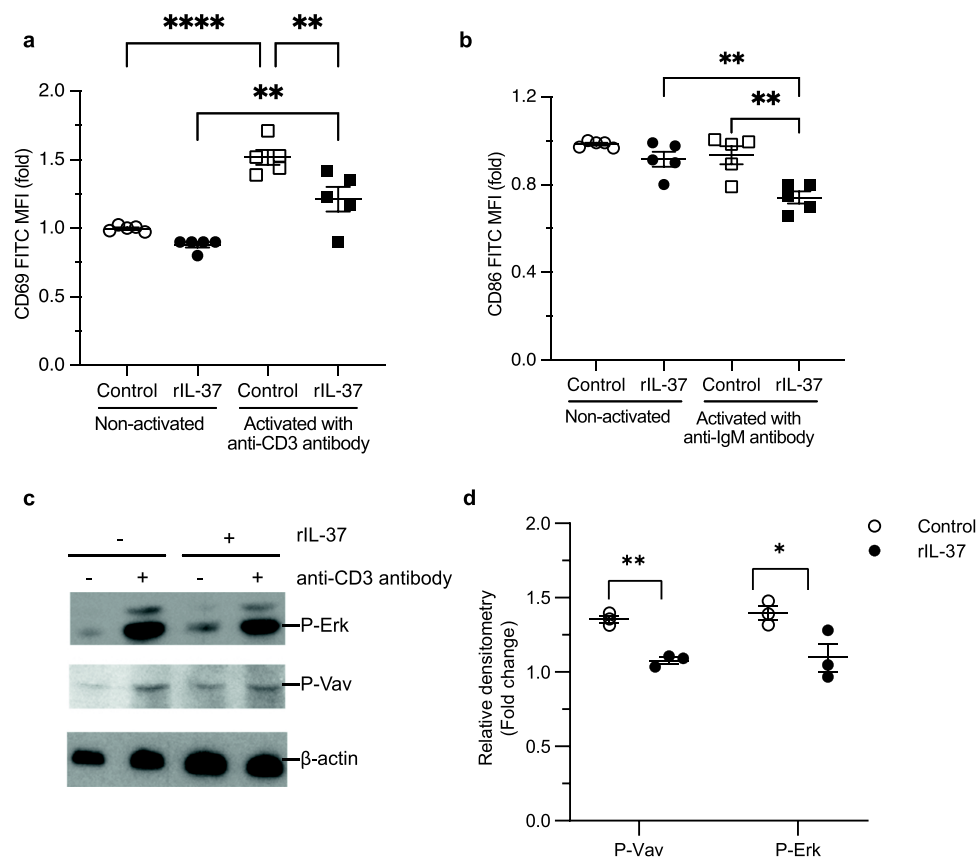 a
**** **
**
CD69 FITC MFI (fold)
2.0
1.5
1.0
0.5
0.0
Control rIL-37 Control rIL-37
Non-activated Activated with
anti-CD3 antibody
b
**
**
CD86 FITC MFI (fold)
1.2
0.8
0.4
0.0
Control rIL-37 Control rIL-37
Non-activated Activated with
anti-IgM antibody
c
- + rIL-37
- + - + anti-CD3 antibody
P-Erk
P-Vav
β-actin
d
Control
rIL-37
** *
Relative densitometry
(Fold change)
2.0
1.5
1.0
0.5
0.0
P-Vav P-Erk